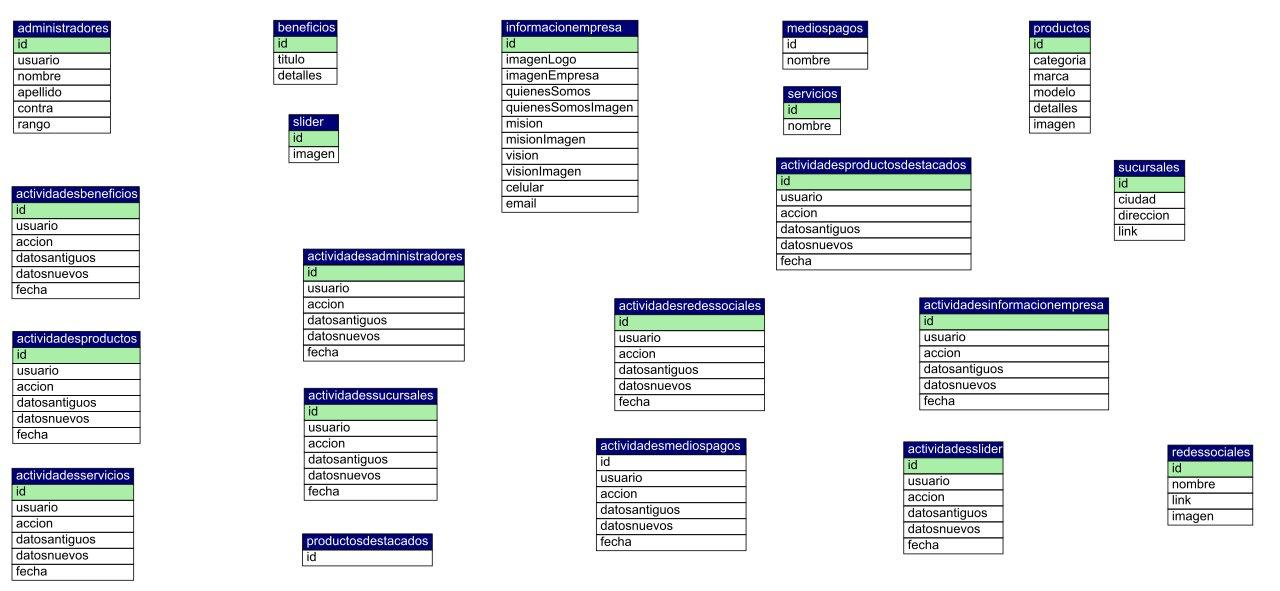 administradores
id
usuario
nombre
apellido
contra
rango
beneficios
id
titulo
detalles
slider
id
imagen
informacionempresa
id
imagenLogo
imagenEmpresa
quienesSomos
quienesSomosImagen
mision
misionImagen
vision
visionImagen
celular
email
mediospagos
id
nombre
servicios
id
nombre
productos
id
categoria
marca
modelo
detalles
imagen
actividadesproductosdestacados
id
usuario
accion
datosantiguos
datosnuevos
fecha
sucursales
id
ciudad
direccion
link
actividadesbeneficios
id
usuario
accion
datosantiguos
datosnuevos
fecha
actividadesadministradores
id
usuario
accion
datosantiguos
datosnuevos
fecha
actividadesredessociales
id
usuario
accion
datosantiguos
datosnuevos
fecha
actividadesinformacionempresa
id
usuario
accion
datosantiguos
datosnuevos
fecha
actividadesproductos
id
usuario
accion
datosantiguos
datosnuevos
fecha
actividadessucursales
id
usuario
accion
datosantiguos
datosnuevos
fecha
actividadesmediospagos
id
usuario
accion
datosantiguos
datosnuevos
fecha
actividadesslider
id
usuario
accion
datosantiguos
datosnuevos
fecha
redessociales
id
nombre
link
imagen
actividadesservicios
id
usuario
accion
datosantiguos
datosnuevos
fecha
productosdestacados
id